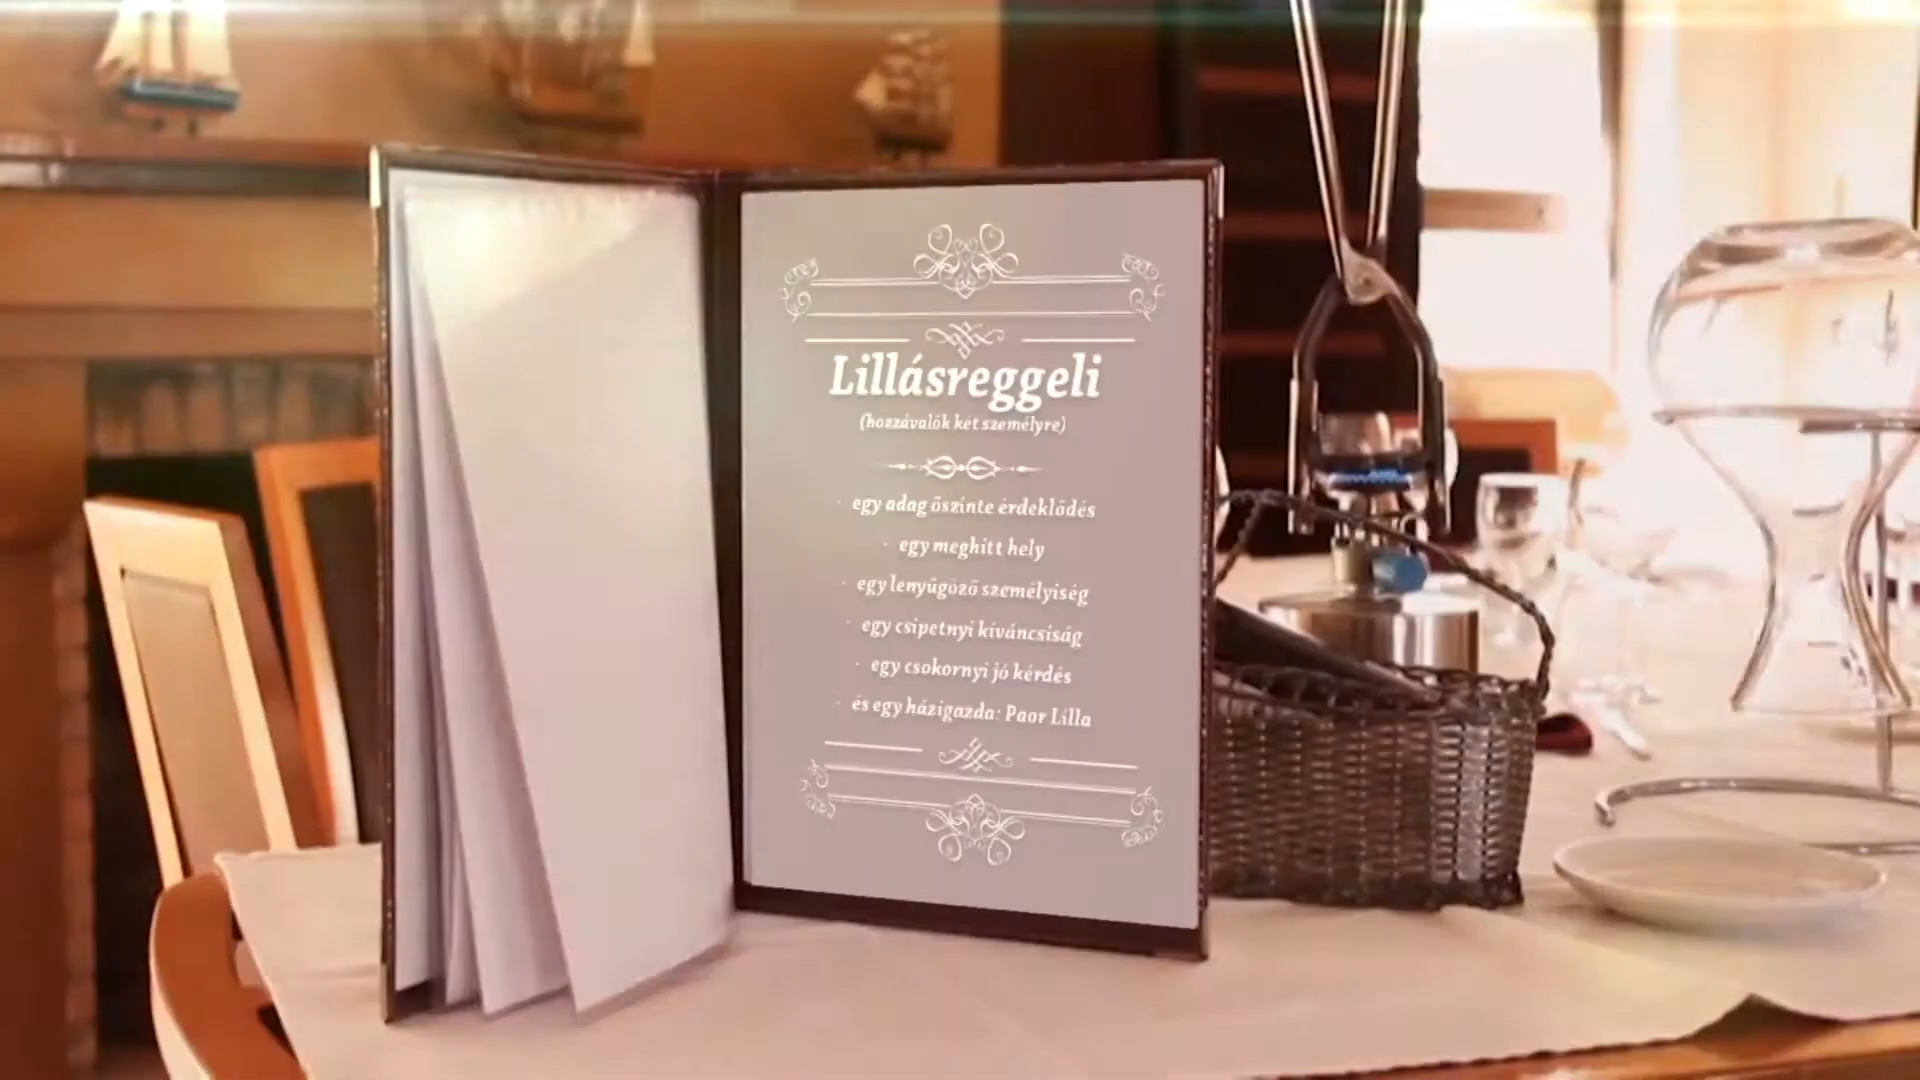 Lillásreggeli
(hozzávalók két személyre)
· egy adag őszinte érdeklődés
· egy meghitt hely
· egy lenyűgöző személyiség
· egy csipetnyi kíváncsiság
· egy csokornyi jó kérdés
· és egy házigazda: Paor Lilla